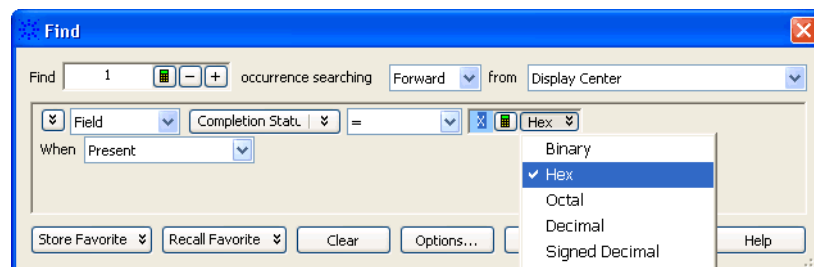 Find
Find 1 - + occurrence searching Forward from Display Center
Field Completion Statu = X Hex
When Present
Binary
✓ Hex
Octal
Decimal
Signed Decimal
Store Favorite Recall Favorite Clear Options... Help